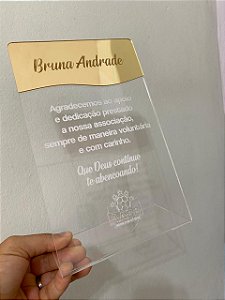 Bruna Andrade
Agradecemos ao apoio
e dedicação prestado
a nossa associação,
sempre de maneira voluntária
e com carinho.
Que Deus continue
te abençoando!